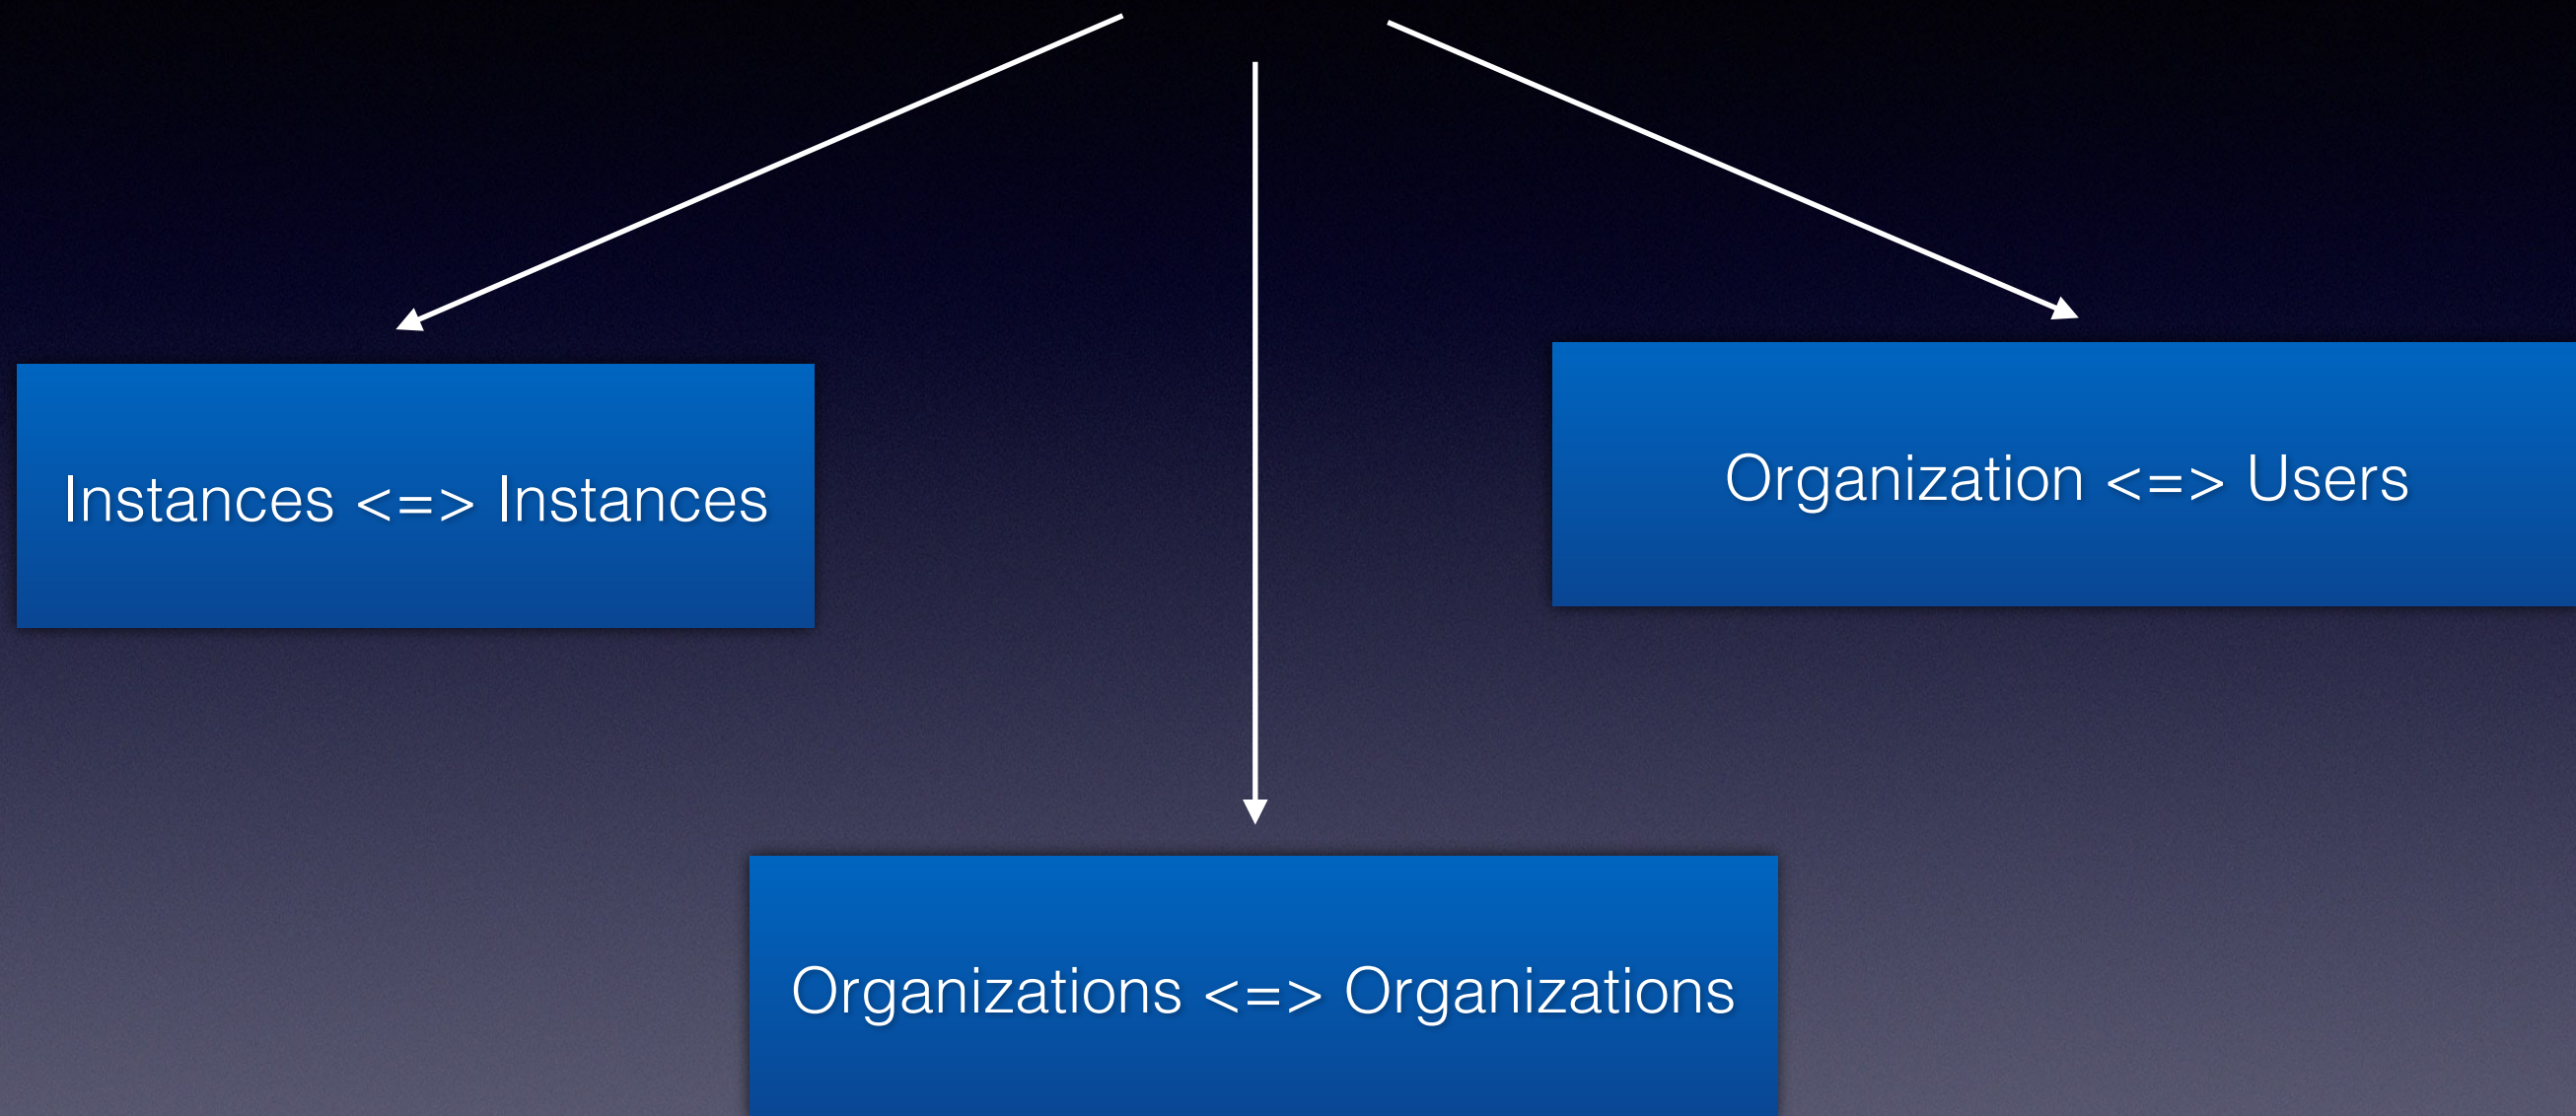 Instances <=> Instances
Organization <=> Users
Organizations <=> Organizations